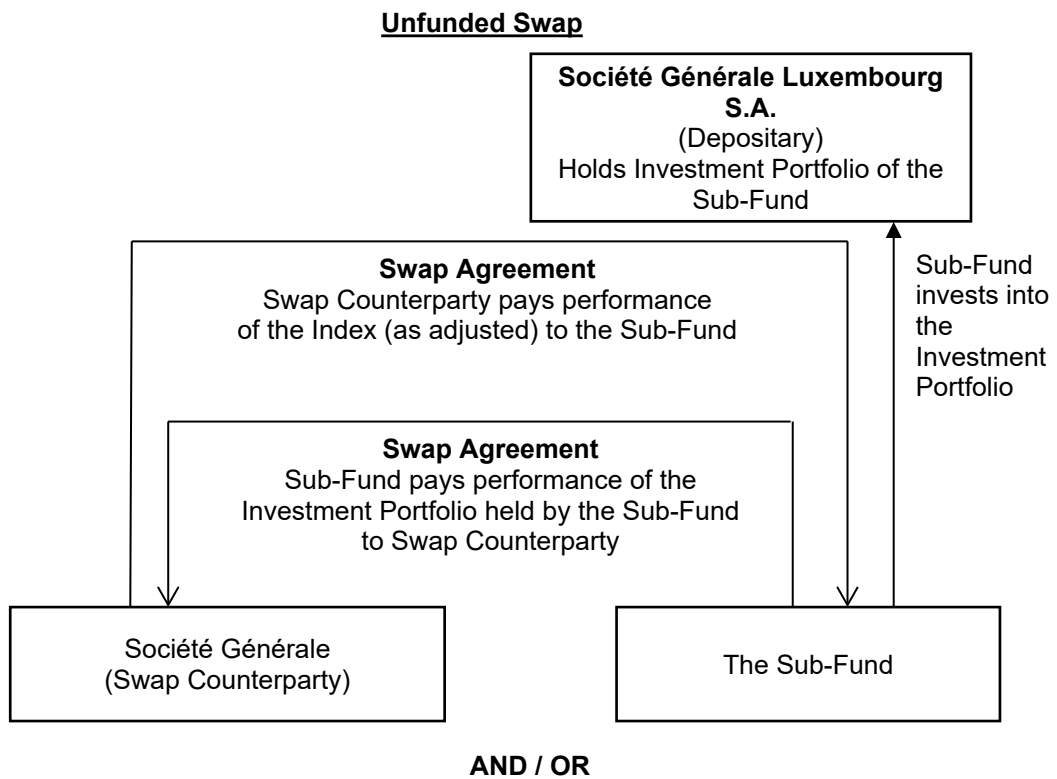 Unfunded Swap
Société Générale Luxembourg
S.A.
(Depositary)
Holds Investment Portfolio of the
Sub-Fund
Swap Agreement
Swap Counterparty pays performance
of the Index (as adjusted) to the Sub-Fund
Sub-Fund
invests into
the
Investment
Portfolio
Swap Agreement
Sub-Fund pays performance of the
Investment Portfolio held by the Sub-Fund
to Swap Counterparty
Société Générale
(Swap Counterparty)
The Sub-Fund
AND / OR